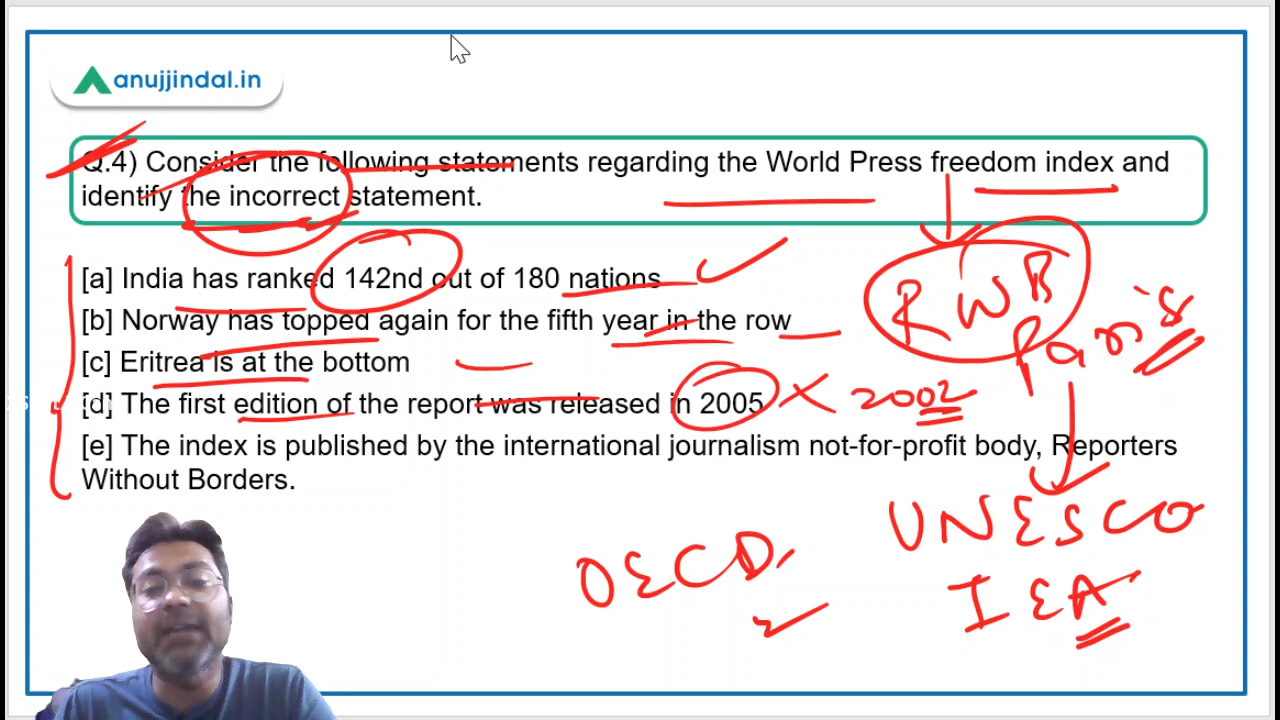 anujjindal.in
Q.4) Consider the following statements regarding the World Press freedom index and
identify the incorrect statement.
[a] India has ranked 142nd out of 180 nations
[b] Norway has topped again for the fifth year in the row
[c] Eritrea is at the bottom
[d] The first edition of the report was released in 2005
[e] The index is published by the international journalism not-for-profit body, Reporters
Without Borders.
RWB
Paris
2002
UNESCO
OECD
IEA